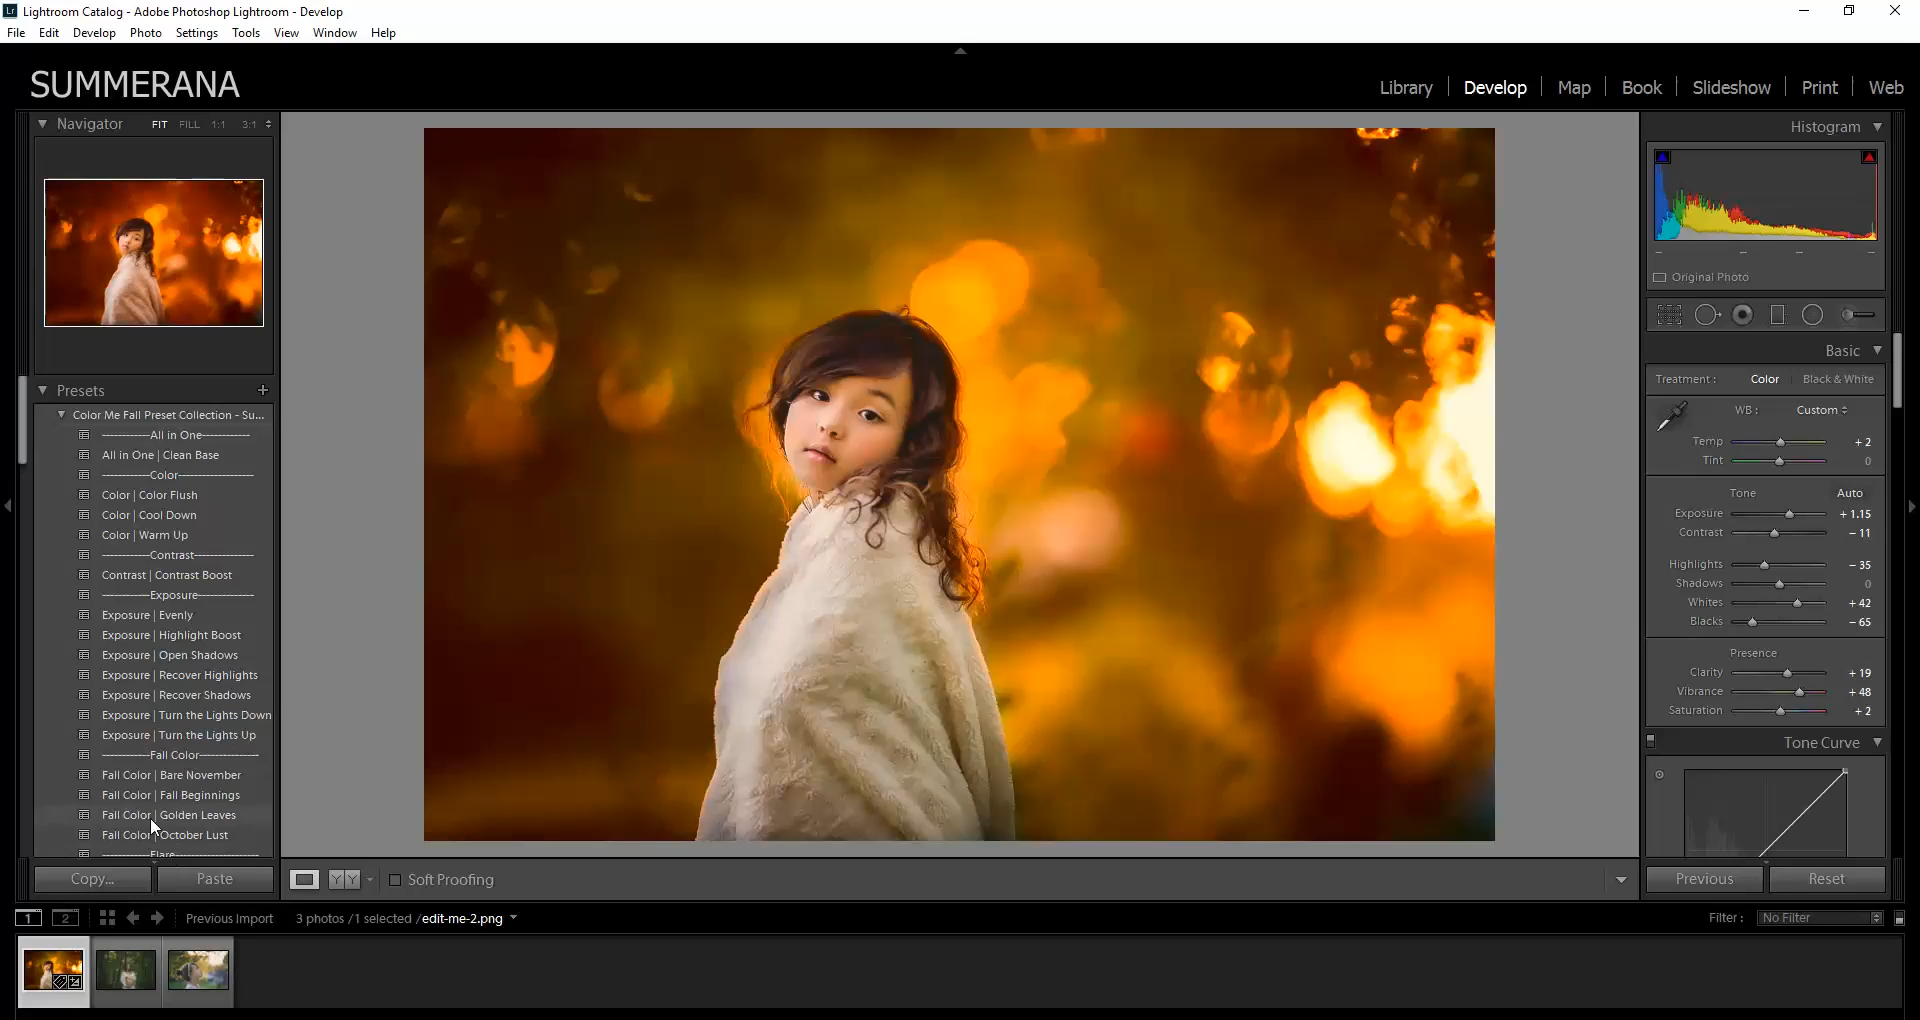 Lightroom Catalog - Adobe Photoshop Lightroom - Develop
File Edit Develop Photo Settings Tools View Window Help
SUMMERANA
Library Develop Map Book Slideshow Print Web
Navigator FIT FILL 1:1 3:1
Presets +
Color Me Fall Preset Collection - Su...
------------All in One------------
All in One | Clean Base
------------Color-------------------
Color | Color Flush
Color | Cool Down
Color | Warm Up
------------Contrast---------------
Contrast | Contrast Boost
------------Exposure--------------
Exposure | Evenly
Exposure | Highlight Boost
Exposure | Open Shadows
Exposure | Recover Highlights
Exposure | Recover Shadows
Exposure | Turn the Lights Down
Exposure | Turn the Lights Up
------------Fall Color---------------
Fall Color | Bare November
Fall Color | Fall Beginnings
Fall Color | Golden Leaves
Fall Color | October Lust
------------Flare---------------------
Copy... Paste
Histogram
Original Photo
Basic
Treatment : Color Black & White
WB : Custom
Temp + 2
Tint 0
Tone Auto
Exposure + 1.15
Contrast - 11
Highlights - 35
Shadows 0
Whites + 42
Blacks - 65
Presence
Clarity + 19
Vibrance + 48
Saturation + 2
Tone Curve
Previous Reset
YY Soft Proofing
1 2 Previous Import 3 photos / 1 selected / edit-me-2.png
Filter : No Filter